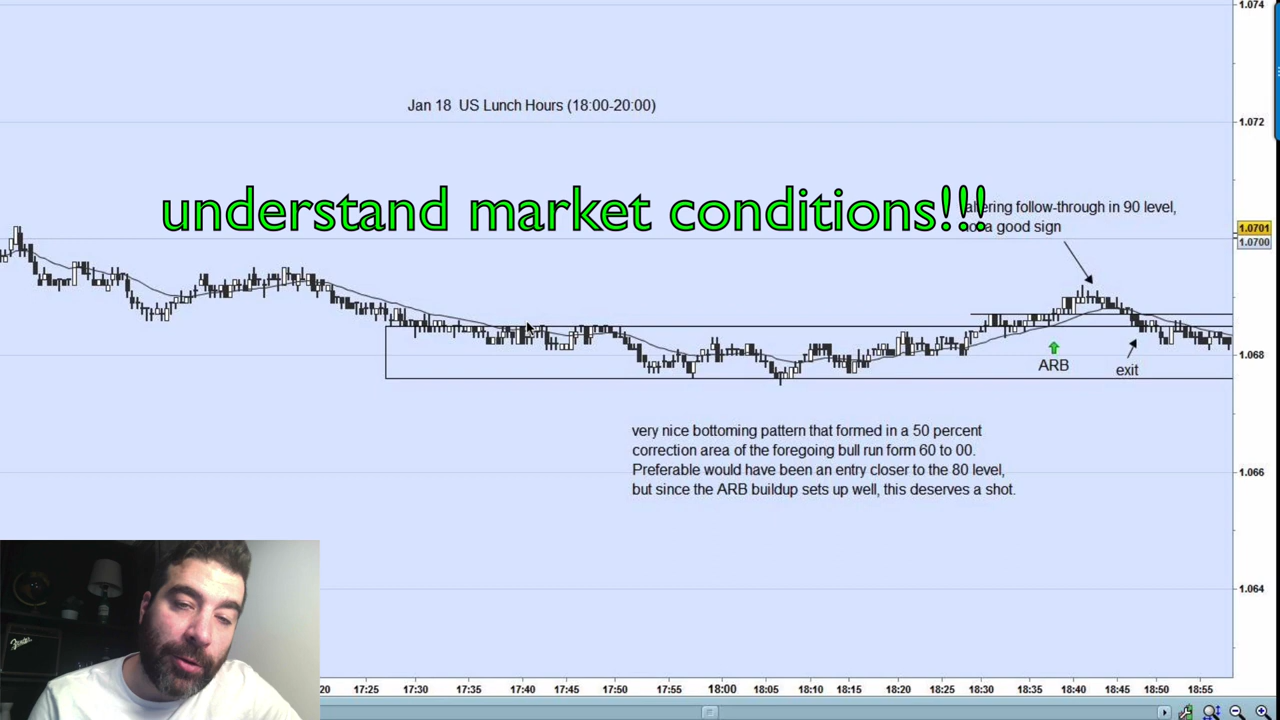 1.074
Jan 18 US Lunch Hours (18:00-20:00)
1.072
understand market conditions!!!
follow-through in 90 level,
a good sign
1.0701
1.0700
ARB
exit
1.068
very nice bottoming pattern that formed in a 50 percent
correction area of the foregoing bull run form 60 to 00.
Preferable would have been an entry closer to the 80 level,
but since the ARB buildup sets up well, this deserves a shot.
1.066
1.064
Fender
:20 17:25 17:30 17:35 17:40 17:45 17:50 17:55 18:00 18:05 18:10 18:15 18:20 18:25 18:30 18:35 18:40 18:45 18:50 18:55